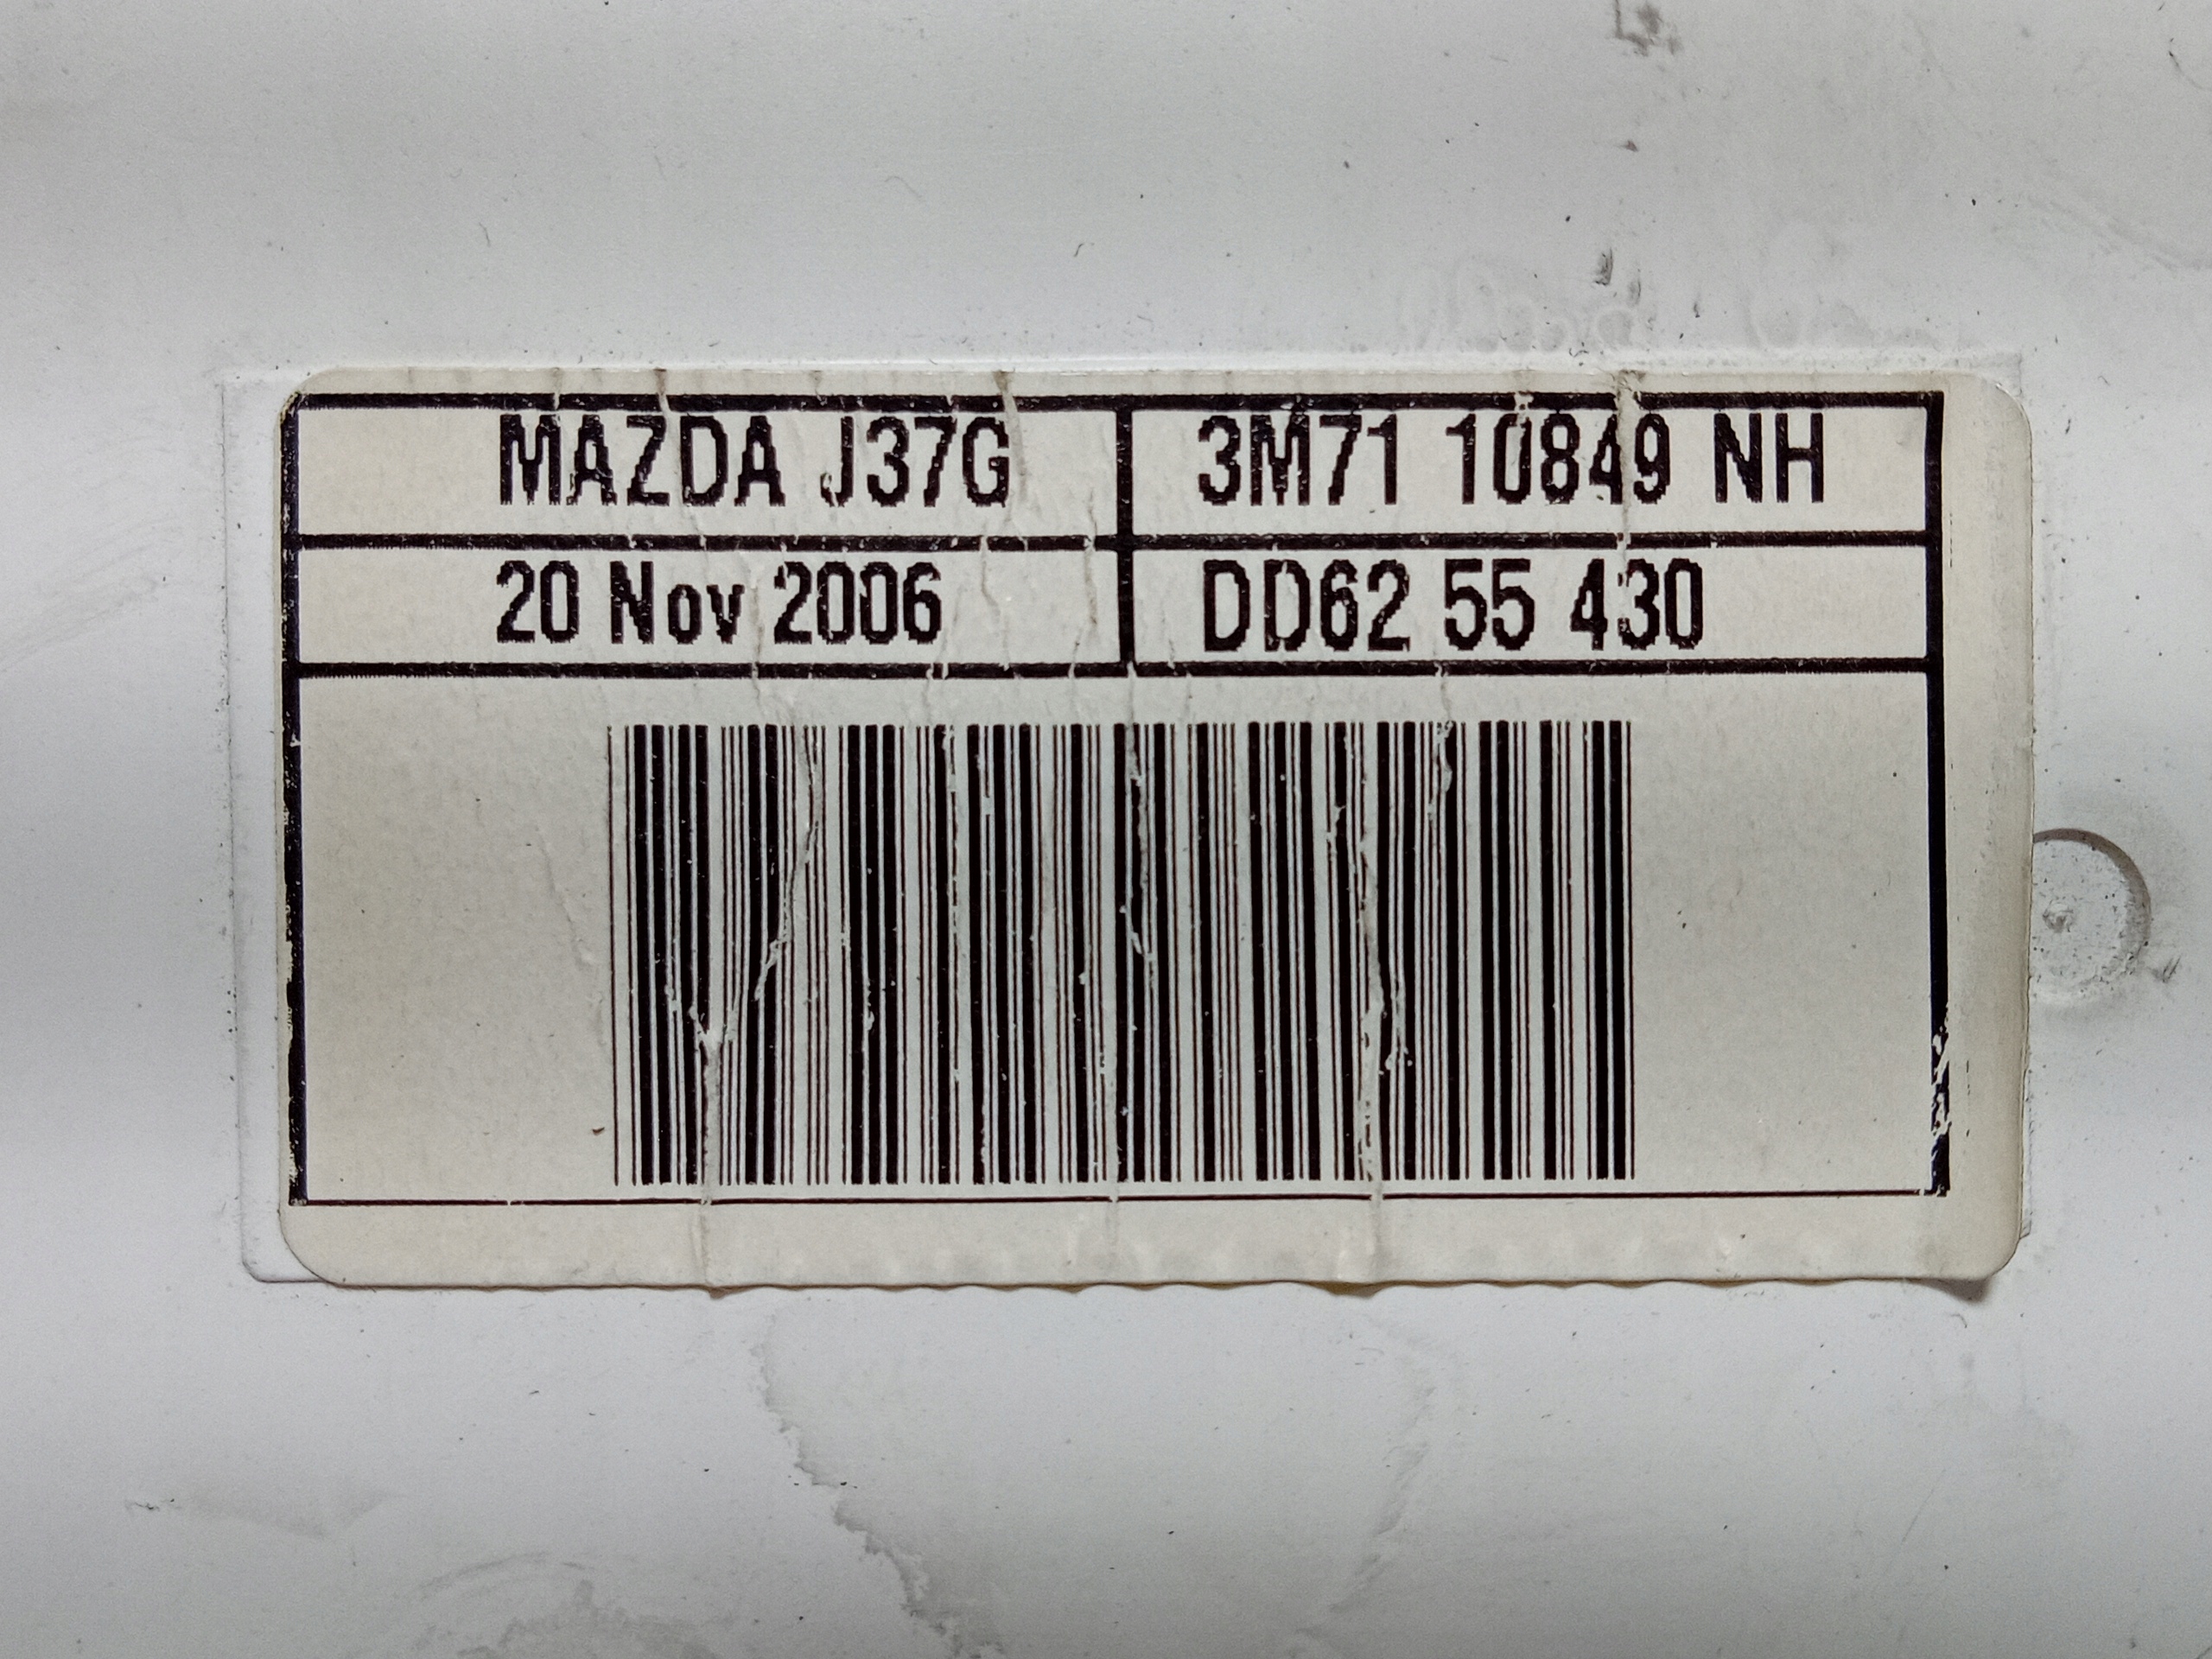 MAZDA J37G 3M71 10849 NH
20 Nov 2006 DD62 55 430